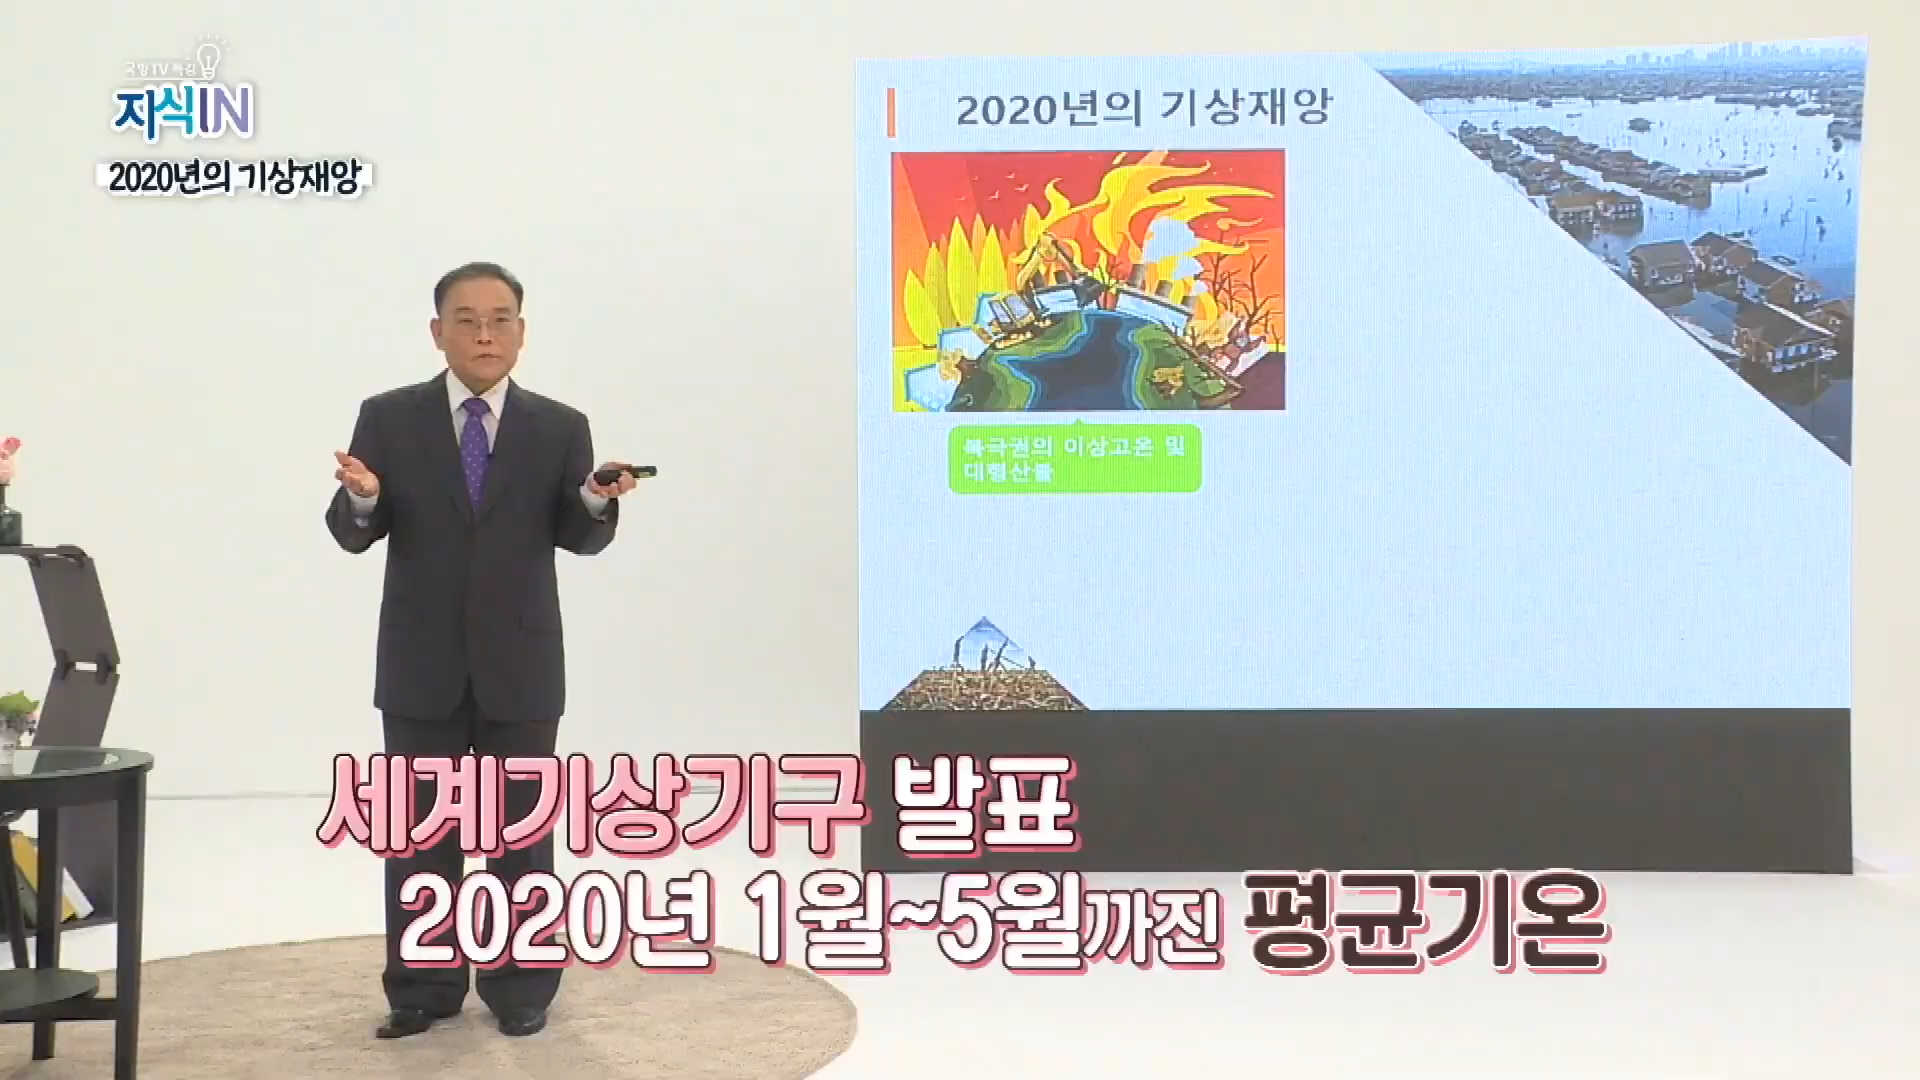 국방TV 특강
지식IN
2020년의 기상재앙
2020년의 기상재앙
북극권의 이상고온 및
대형산불
세계기상기구 발표
2020년 1월~5월까진 평균기온